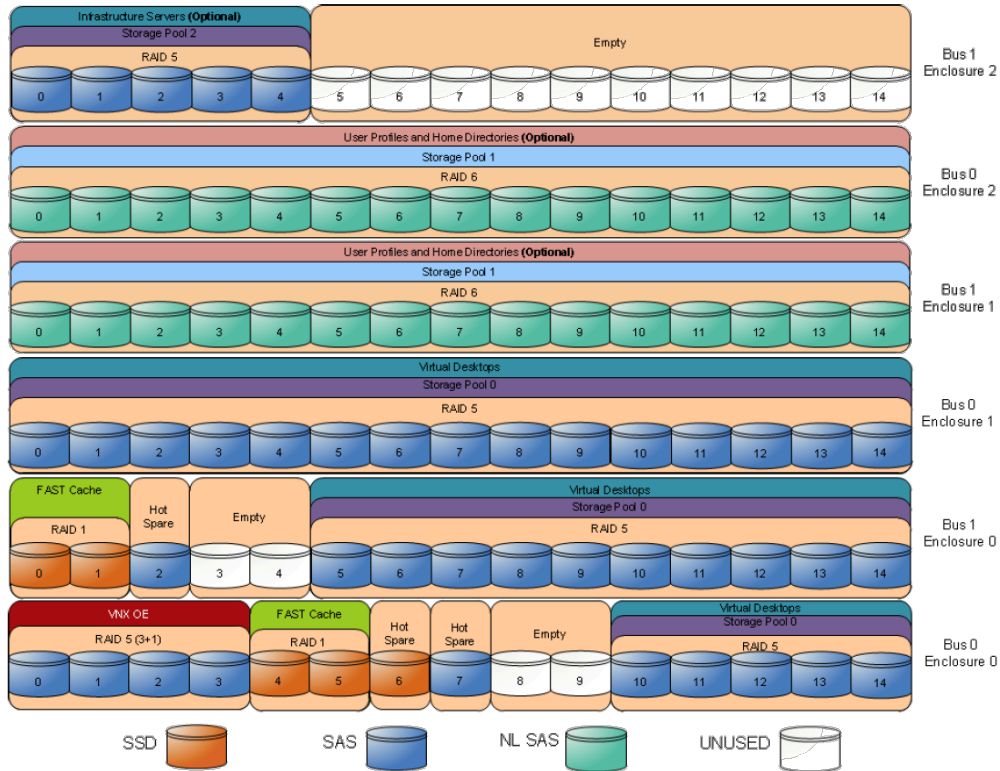 Infrastructure Servers (Optional)
Storage Pool 2
RAID 5
Empty
0 1 2 3 4 5 6 7 8 9 10 11 12 13 14
Bus 1
Enclosure 2
User Profiles and Home Directories (Optional)
Storage Pool 1
RAID 6
0 1 2 3 4 5 6 7 8 9 10 11 12 13 14
Bus 0
Enclosure 2
User Profiles and Home Directories (Optional)
Storage Pool 1
RAID 6
0 1 2 3 4 5 6 7 8 9 10 11 12 13 14
Bus 1
Enclosure 1
Virtual Desktops
Storage Pool 0
RAID 5
0 1 2 3 4 5 6 7 8 9 10 11 12 13 14
Bus 0
Enclosure 1
FAST Cache
RAID 1
Hot
Spare
Empty
Virtual Desktops
Storage Pool 0
RAID 5
0 1 2 3 4 5 6 7 8 9 10 11 12 13 14
Bus 1
Enclosure 0
VNX OE
RAID 5 (3+1)
FAST Cache
RAID 1
Hot
Spare
Hot
Spare
Empty
Virtual Desktops
Storage Pool 0
RAID 5
0 1 2 3 4 5 6 7 8 9 10 11 12 13 14
Bus 0
Enclosure 0
SSD SAS NL SAS UNUSED